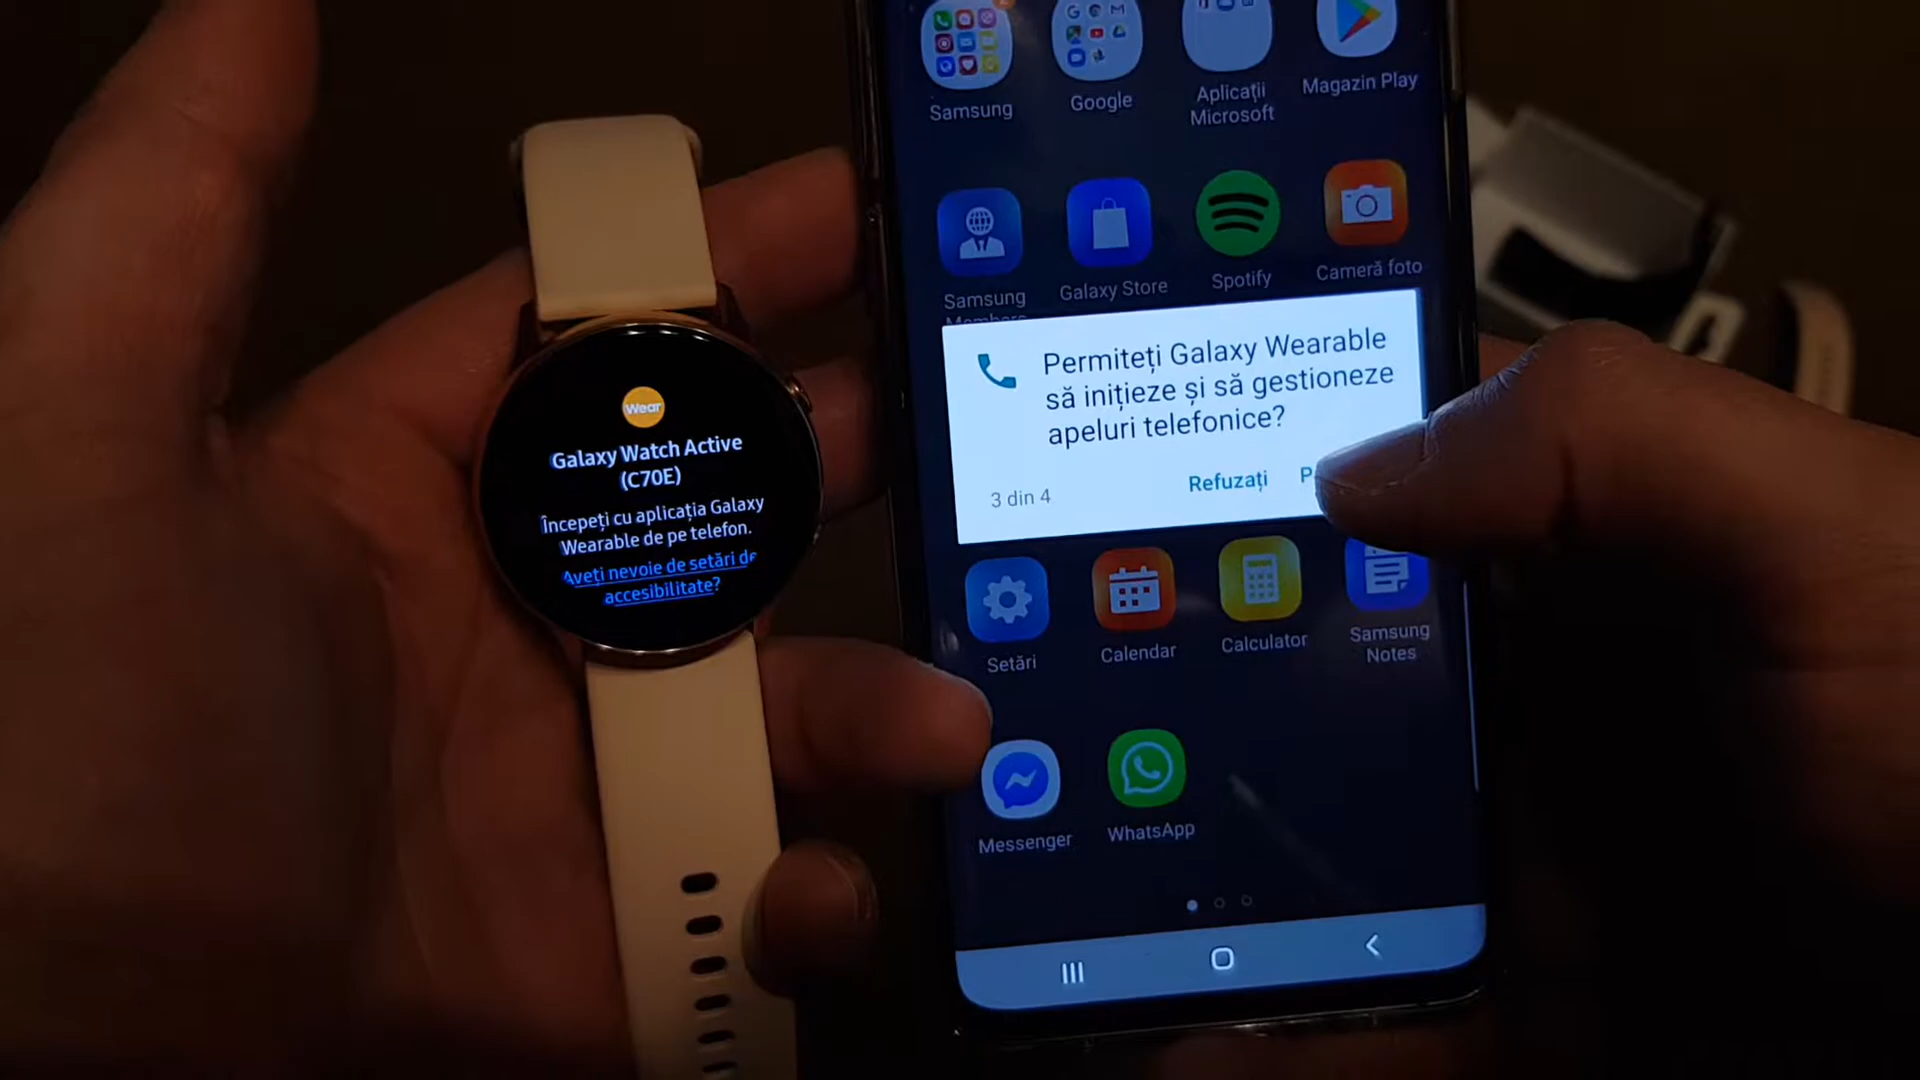 Wear
Galaxy Watch Active
(C70E)
Începeți cu aplicația Galaxy
Wearable de pe telefon.
Aveți nevoie de setări de
accesibilitate?
Samsung
Google
Aplicații
Microsoft
Magazin Play
Samsung
Members
Galaxy Store
Spotify
Cameră foto
Permiteți Galaxy Wearable
să inițieze și să gestioneze
apeluri telefonice?
3 din 4
Refuzați
Setări
Calendar
Calculator
Samsung
Notes
Messenger
WhatsApp